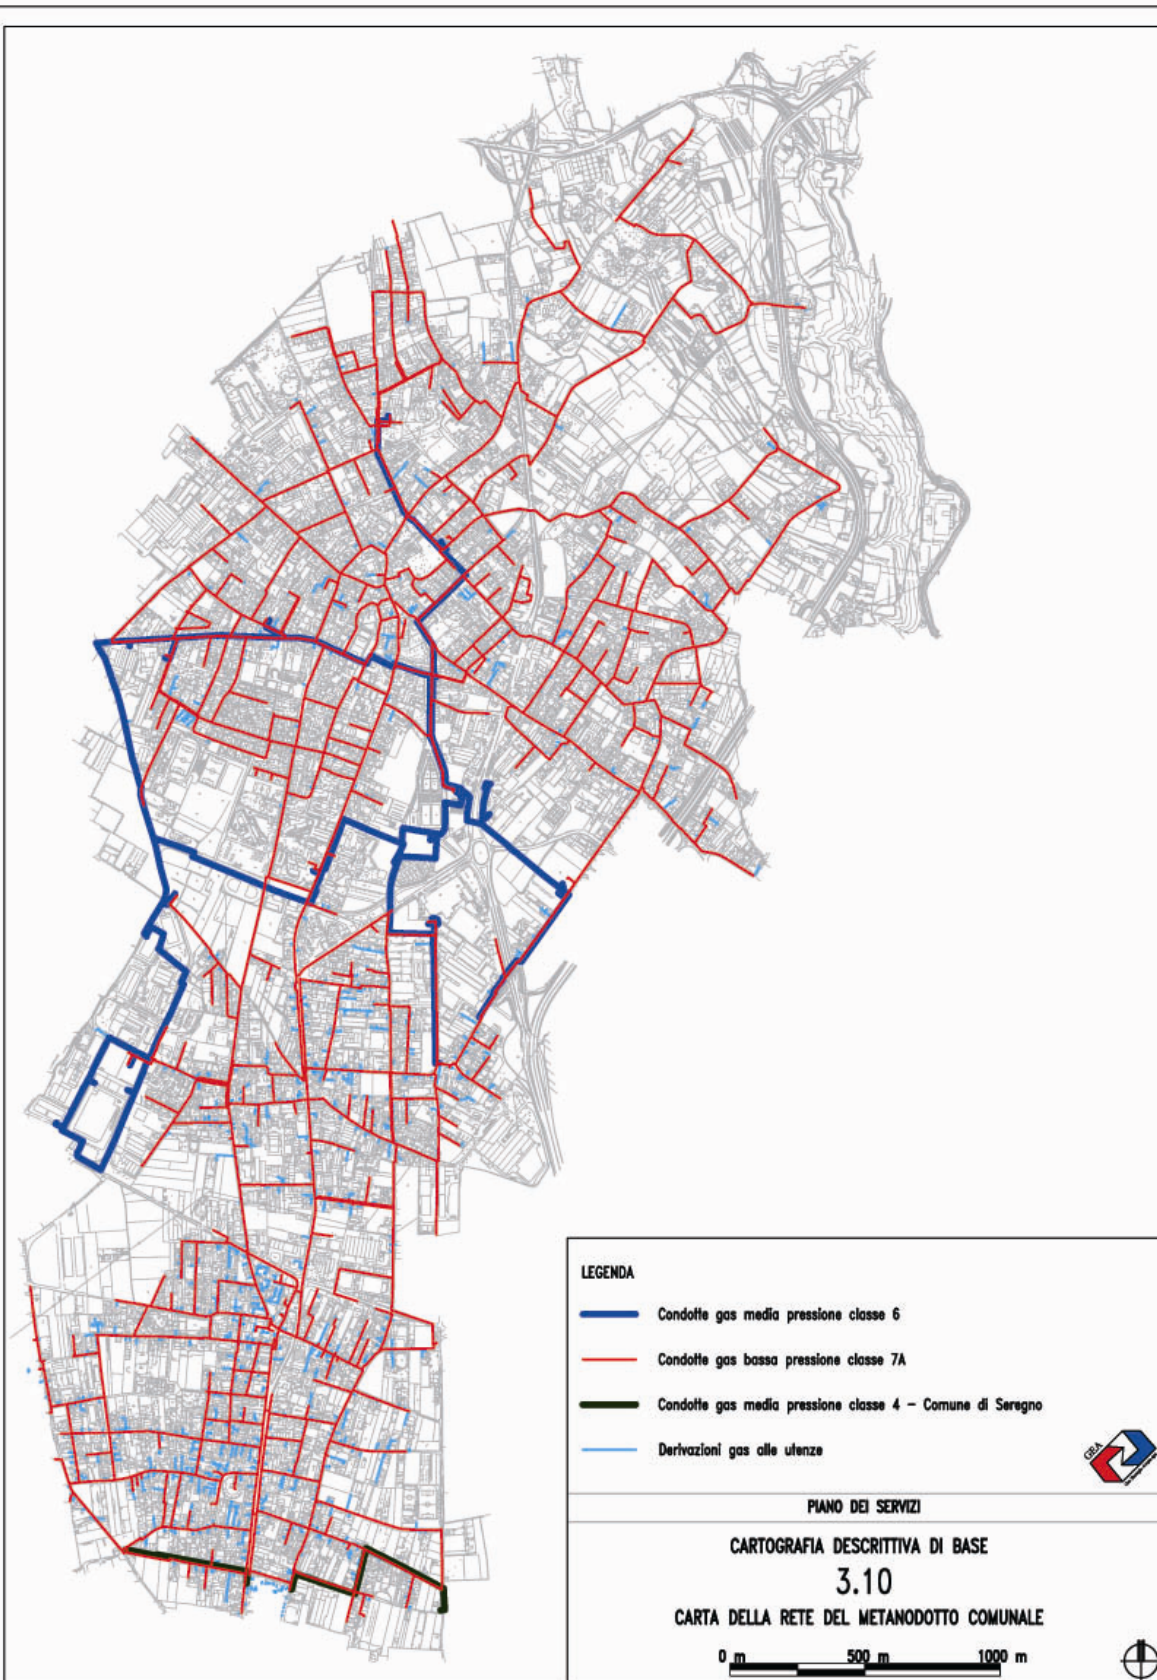 LEGENDA
Condotte gas media pressione classe 6
Condotte gas bassa pressione classe 7A
Condotte gas media pressione classe 4 - Comune di Seregno
Derivazioni gas alle utenze
GEA
PIANO DEI SERVIZI
CARTOGRAFIA DESCRITTIVA DI BASE
3.10
CARTA DELLA RETE DEL METANODOTTO COMUNALE
0 m 500 m 1000 m